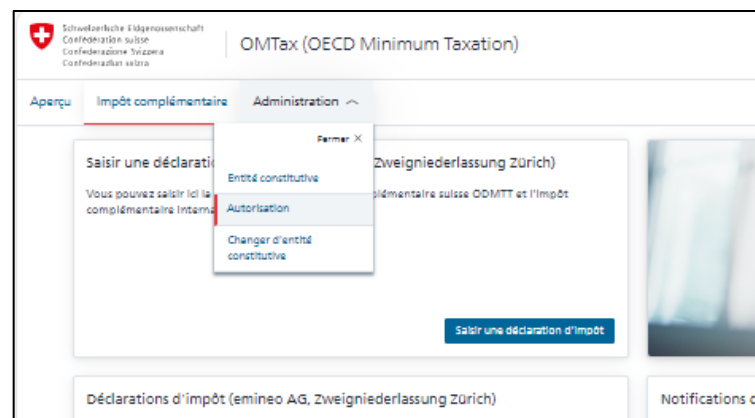 Schweizerische Eidgenossenschaft
Confédération suisse
Confederazione Svizzera
Confederaziun svizra
OMTax (OECD Minimum Taxation)
Aperçu Impôt complémentaire Administration
Fermer
Entité constitutive
Autorisation
Changer d'entité
constitutive
Saisir une déclaratio Zweigniederlassung Zürich)
Vous pouvez saisir ici la plémentaire suisse QDMTT et l'impôt
complémentaire interna
Saisir une déclaration d'impôt
Déclarations d'impôt (emineo AG, Zweigniederlassung Zürich)
Notifications